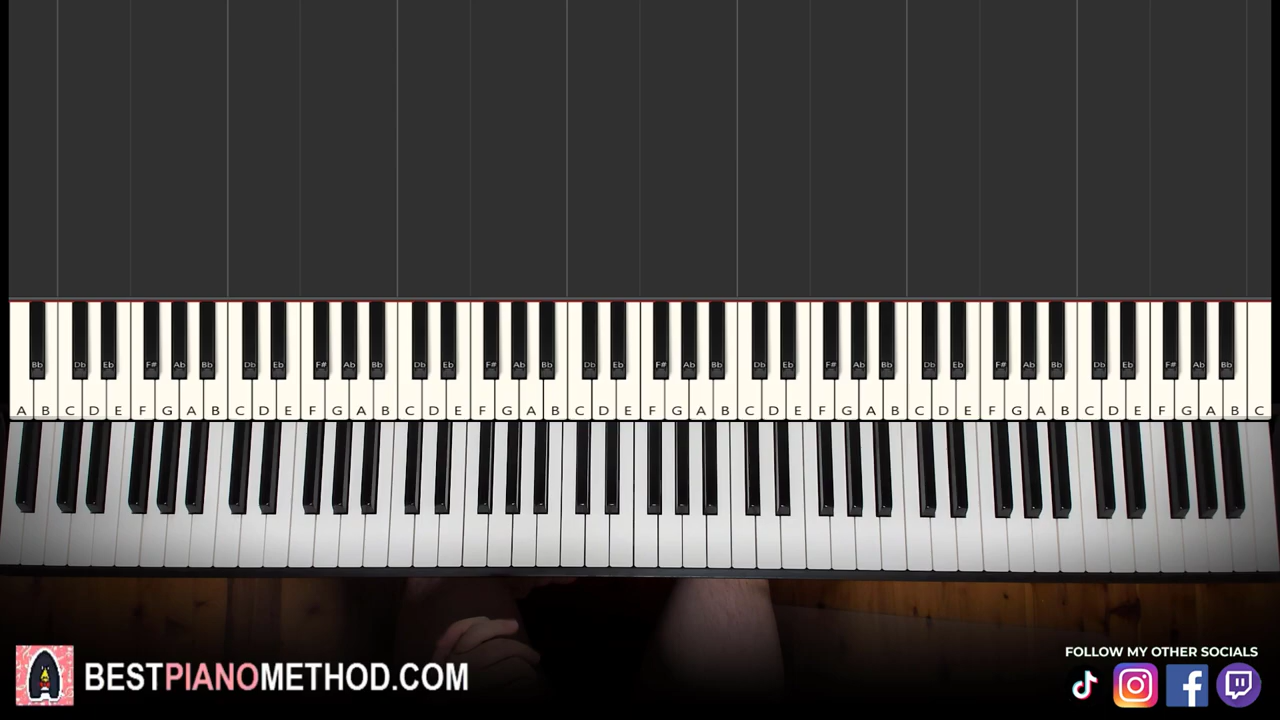 Bb Db Eb F# Ab Bb Db Eb F# Ab Bb Db Eb F# Ab Bb Db Eb F# Ab Bb Db Eb F# Ab Bb Db Eb F# Ab Bb Db Eb F# Ab Bb
A B C D E F G A B C D E F G A B C D E F G A B C D E F G A B C D E F G A B C D E F G A B C D E F G A B C
FOLLOW MY OTHER SOCIALS
BESTPIANOMETHOD.COM